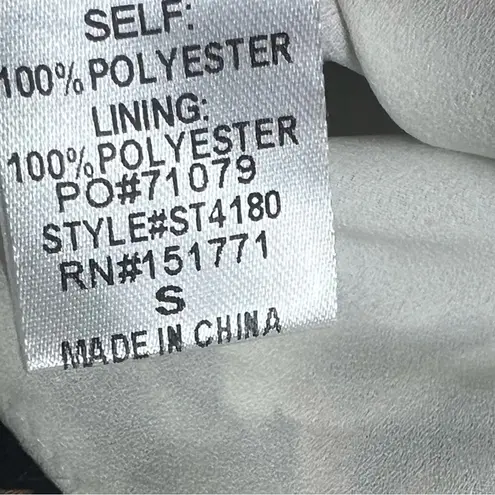 SELF:
100% POLYESTER
LINING:
100% POLYESTER
PO#71079
STYLE#ST4180
RN#151771
S
MADE IN CHINA